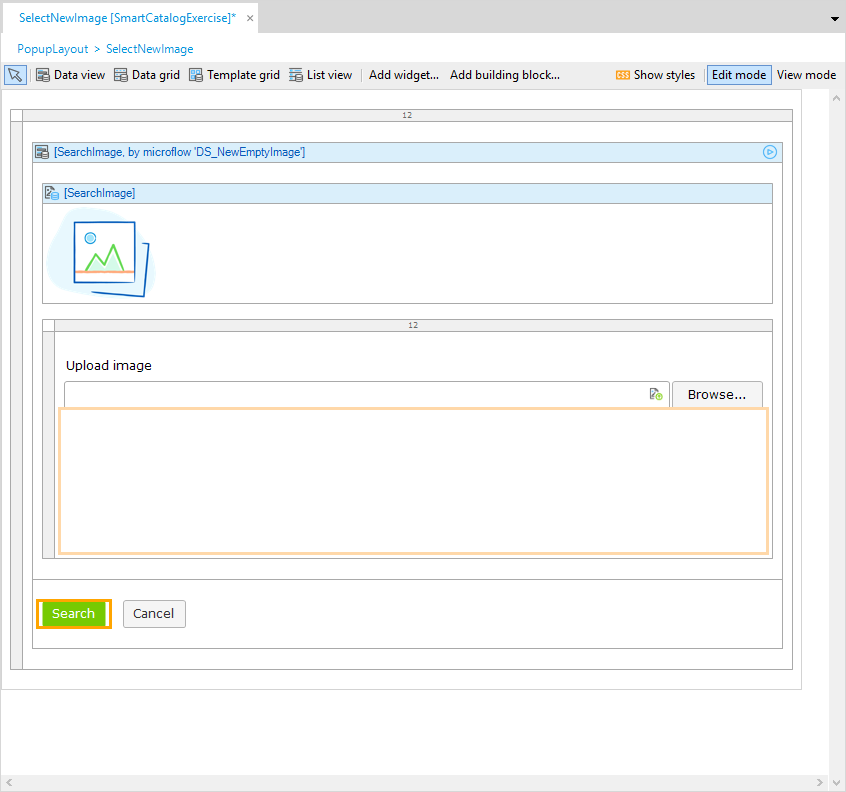 SelectNewImage [SmartCatalogExercise]* ×
PopupLayout > SelectNewImage
Data view Data grid Template grid List view Add widget... Add building block... Show styles Edit mode View mode
12
[SearchImage, by microflow 'DS_NewEmptyImage']
[SearchImage]
12
Upload image
Browse...
Search Cancel